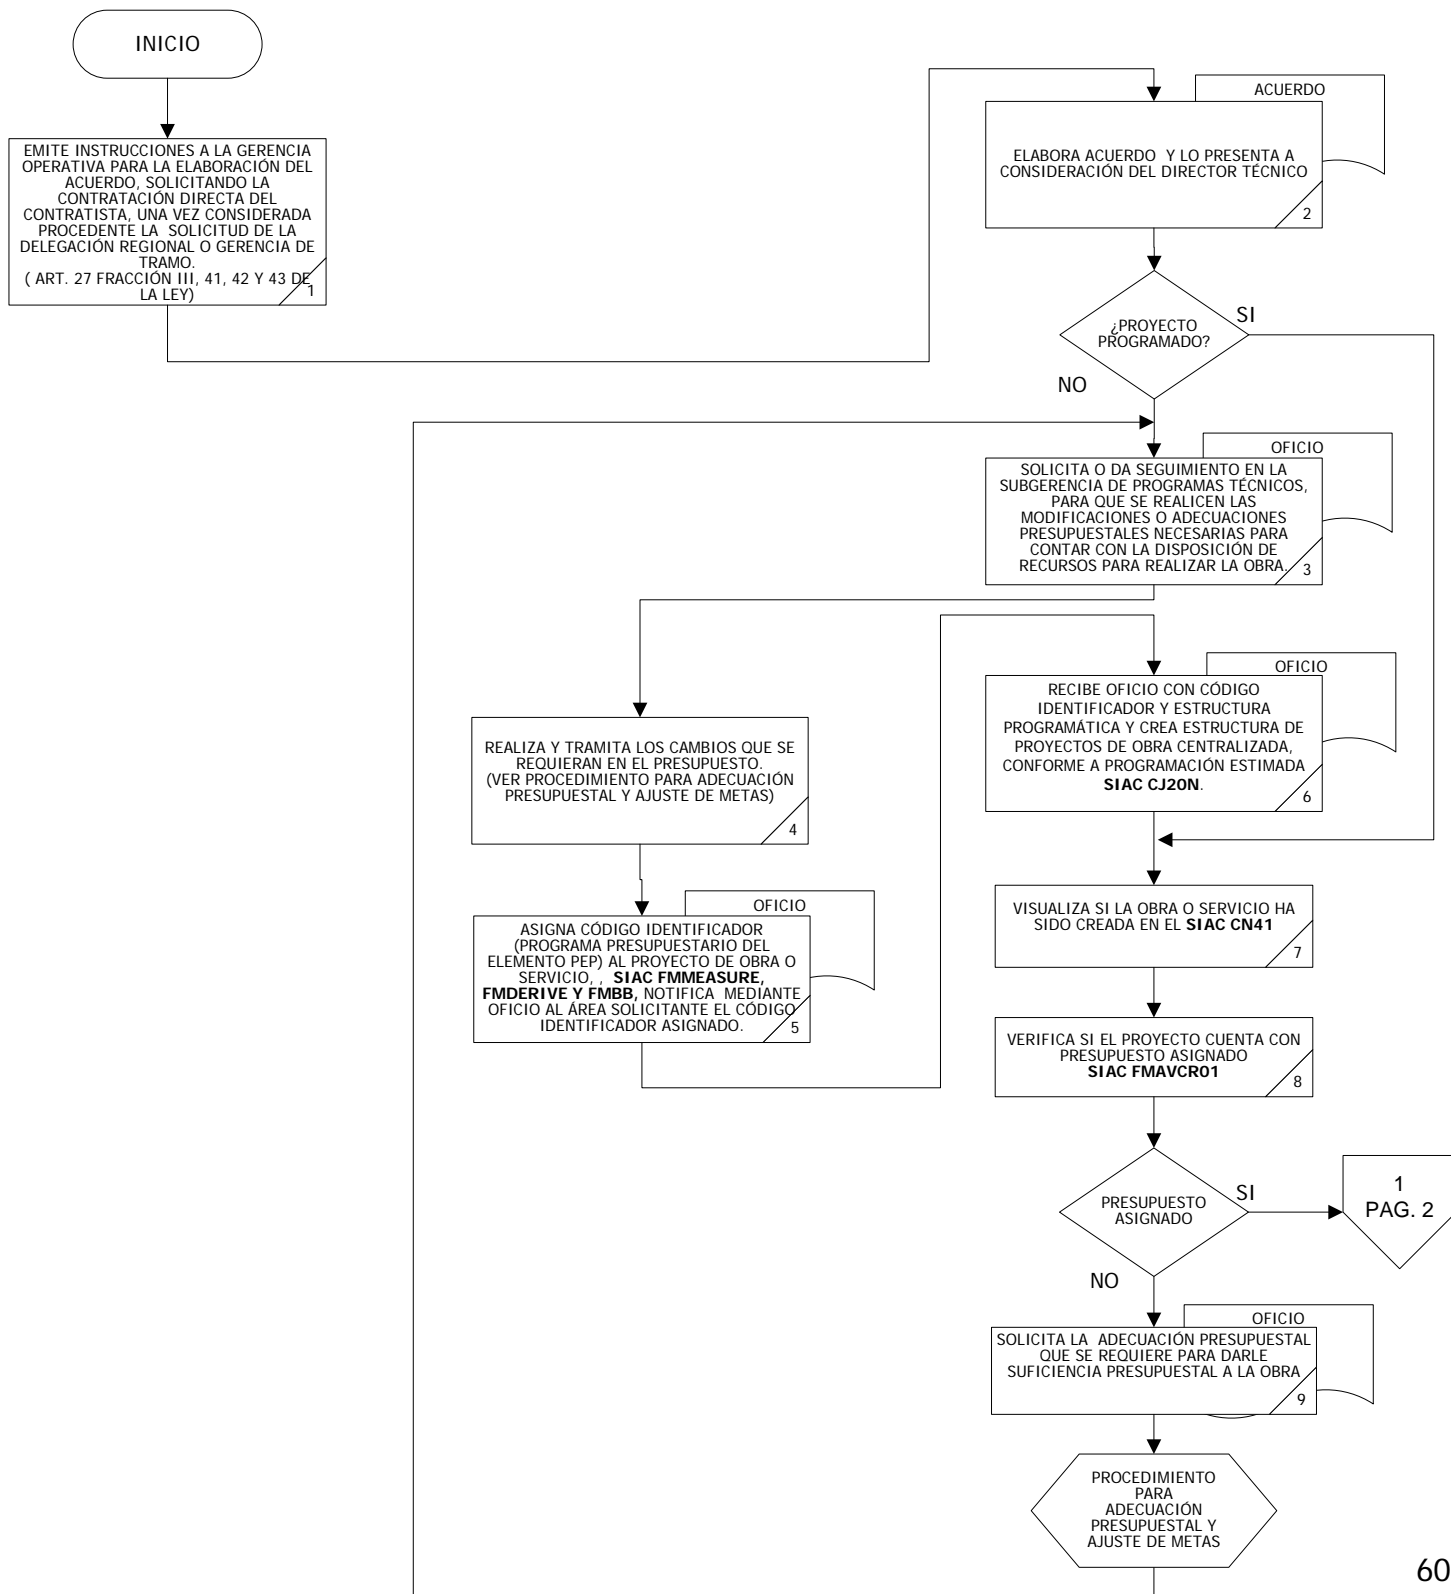 INICIO
EMITE INSTRUCCIONES A LA GERENCIA
OPERATIVA PARA LA ELABORACIÓN DEL
ACUERDO, SOLICITANDO LA
CONTRATACIÓN DIRECTA DEL
CONTRATISTA, UNA VEZ CONSIDERADA
PROCEDENTE LA SOLICITUD DE LA
DELEGACIÓN REGIONAL O GERENCIA DE
TRAMO.
( ART. 27 FRACCIÓN III, 41, 42 Y 43 DE
LA LEY)
1
ACUERDO
ELABORA ACUERDO Y LO PRESENTA A
CONSIDERACIÓN DEL DIRECTOR TÉCNICO
2
¿PROYECTO
PROGRAMADO?
SI
NO
OFICIO
SOLICITA O DA SEGUIMIENTO EN LA
SUBGERENCIA DE PROGRAMAS TÉCNICOS,
PARA QUE SE REALICEN LAS
MODIFICACIONES O ADECUACIONES
PRESUPUESTALES NECESARIAS PARA
CONTAR CON LA DISPOSICIÓN DE
RECURSOS PARA REALIZAR LA OBRA.
3
REALIZA Y TRAMITA LOS CAMBIOS QUE SE
REQUIERAN EN EL PRESUPUESTO.
(VER PROCEDIMIENTO PARA ADECUACIÓN
PRESUPUESTAL Y AJUSTE DE METAS)
4
OFICIO
ASIGNA CÓDIGO IDENTIFICADOR
(PROGRAMA PRESUPUESTARIO DEL
ELEMENTO PEP) AL PROYECTO DE OBRA O
SERVICIO, , SIAC FMMEASURE,
FMDERIVE Y FMBB, NOTIFICA MEDIANTE
OFICIO AL ÁREA SOLICITANTE EL CÓDIGO
IDENTIFICADOR ASIGNADO.
5
OFICIO
RECIBE OFICIO CON CÓDIGO
IDENTIFICADOR Y ESTRUCTURA
PROGRAMÁTICA Y CREA ESTRUCTURA DE
PROYECTOS DE OBRA CENTRALIZADA,
CONFORME A PROGRAMACIÓN ESTIMADA
SIAC CJ20N.
6
VISUALIZA SI LA OBRA O SERVICIO HA
SIDO CREADA EN EL SIAC CN41
7
VERIFICA SI EL PROYECTO CUENTA CON
PRESUPUESTO ASIGNADO
SIAC FMAVCR01
8
PRESUPUESTO
ASIGNADO
SI
1
PAG. 2
NO
OFICIO
SOLICITA LA ADECUACIÓN PRESUPUESTAL
QUE SE REQUIERE PARA DARLE
SUFICIENCIA PRESUPUESTAL A LA OBRA
9
PROCEDIMIENTO
PARA
ADECUACIÓN
PRESUPUESTAL Y
AJUSTE DE METAS
60